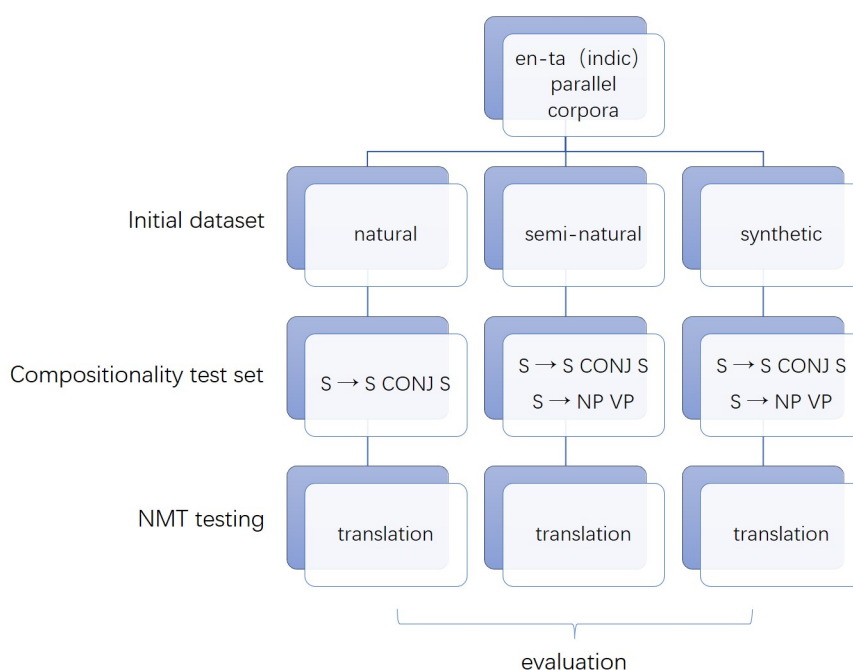 en-ta（indic）
parallel
corpora
Initial dataset
natural
semi-natural
synthetic
Compositionality test set
S → S CONJ S
S → S CONJ S
S → NP VP
S → S CONJ S
S → NP VP
NMT testing
translation
translation
translation
evaluation